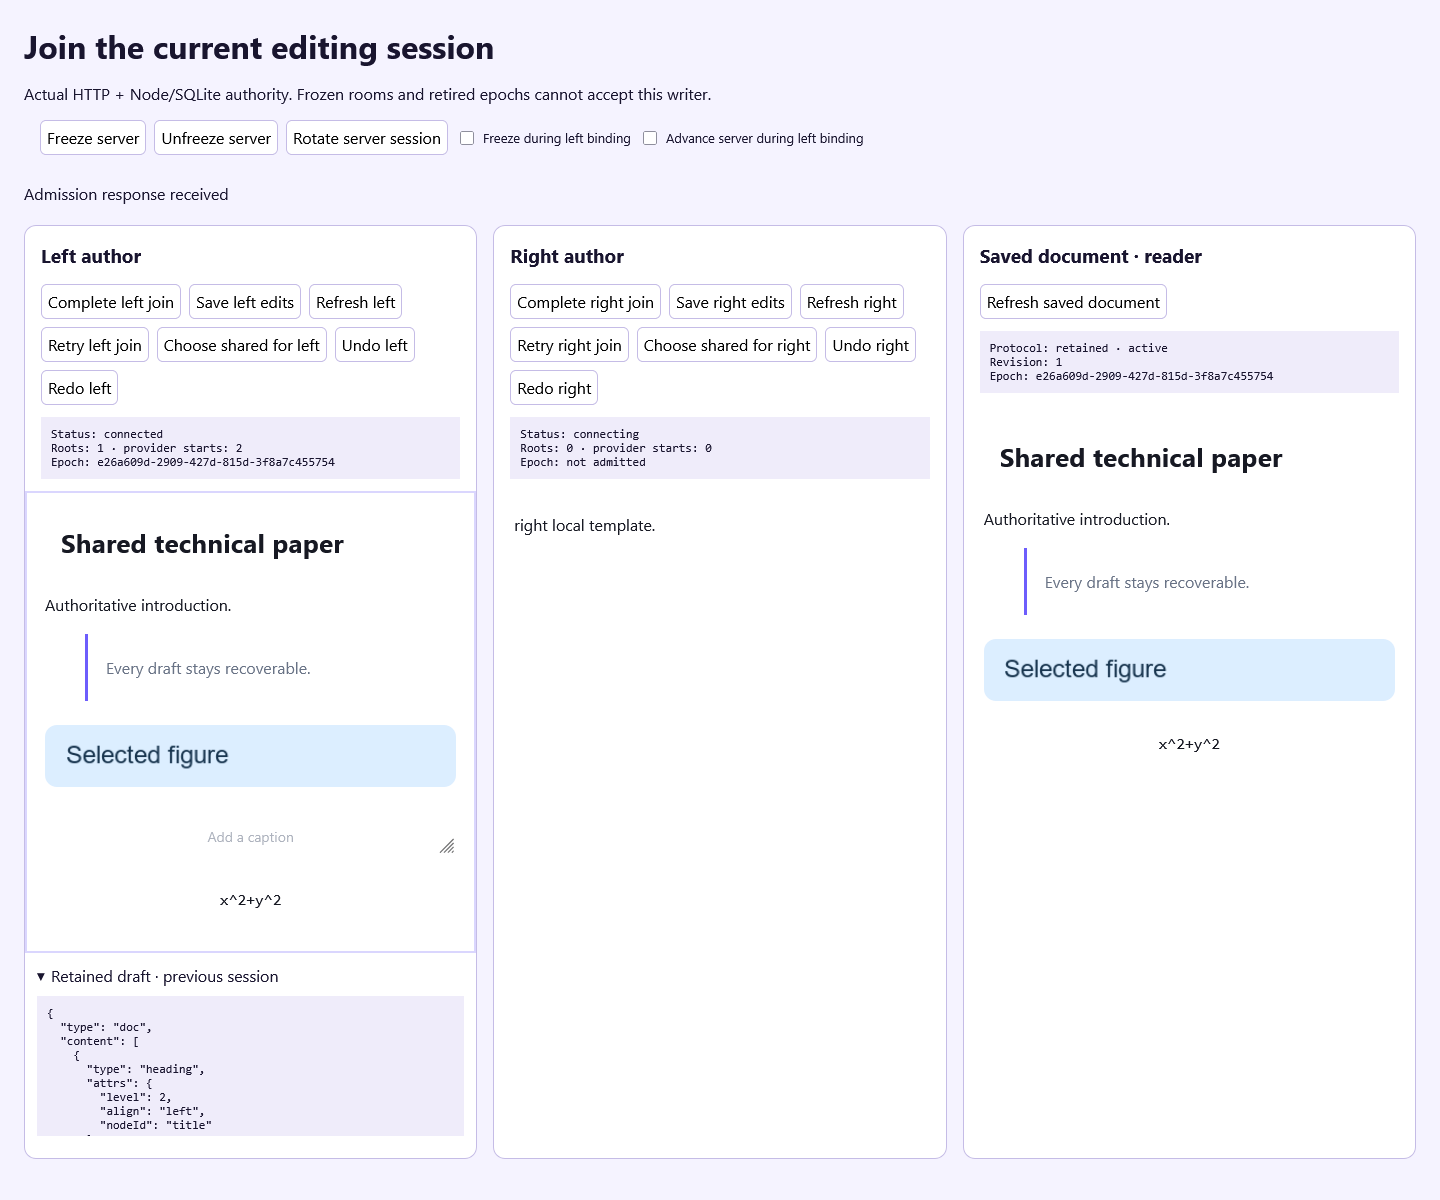 Join the current editing session
Actual HTTP + Node/SQLite authority. Frozen rooms and retired epochs cannot accept this writer.
Freeze server Unfreeze server Rotate server session Freeze during left binding Advance server during left binding
Admission response received
Left author
Complete left join Save left edits Refresh left
Retry left join Choose shared for left Undo left
Redo left
Status: connected
Roots: 1 · provider starts: 2
Epoch: e26a609d-2909-427d-815d-3f8a7c455754
Shared technical paper
Authoritative introduction.
Every draft stays recoverable.
Selected figure
Add a caption
x^2+y^2
▾ Retained draft · previous session
{
  "type": "doc",
  "content": [
    {
      "type": "heading",
      "attrs": {
        "level": 2,
        "align": "left",
        "nodeId": "title"
Right author
Complete right join Save right edits Refresh right
Retry right join Choose shared for right Undo right
Redo right
Status: connecting
Roots: 0 · provider starts: 0
Epoch: not admitted
right local template.
Saved document · reader
Refresh saved document
Protocol: retained · active
Revision: 1
Epoch: e26a609d-2909-427d-815d-3f8a7c455754
Shared technical paper
Authoritative introduction.
Every draft stays recoverable.
Selected figure
x^2+y^2